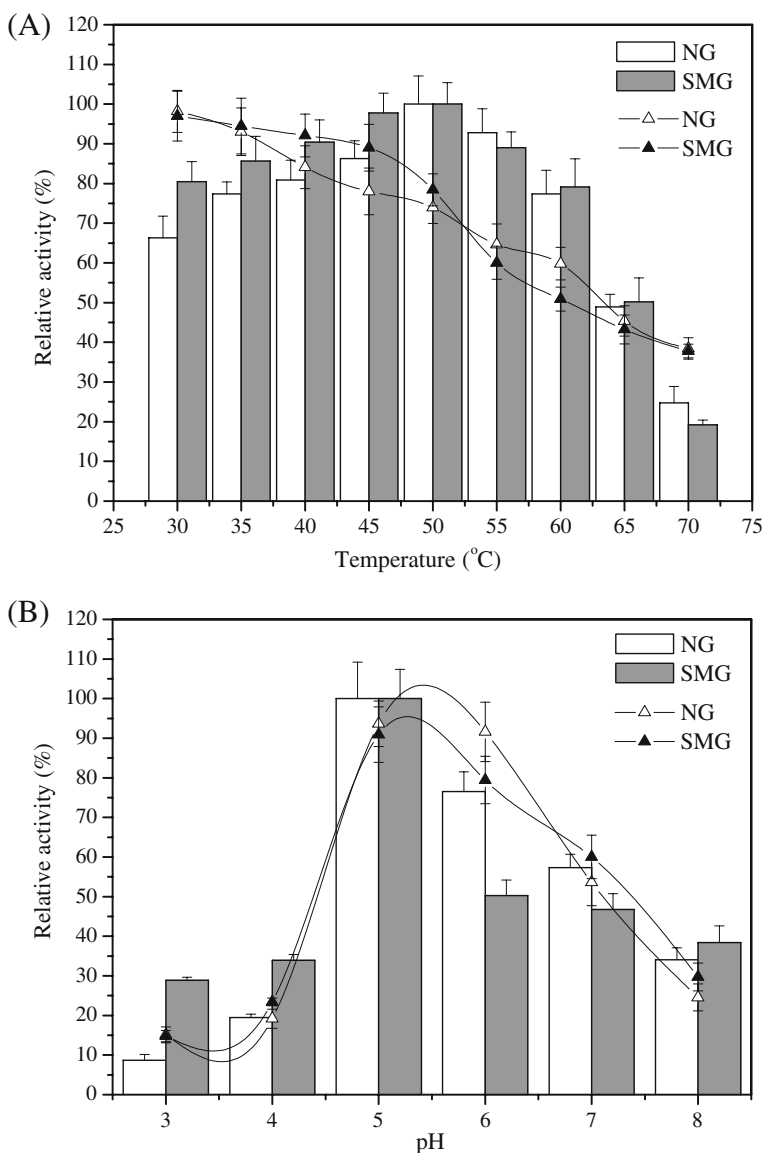 (A)
120
110
100
90
80
70
60
50
40
30
20
10
0
Relative activity (%)
NG
SMG
NG
SMG
25 30 35 40 45 50 55 60 65 70 75
Temperature (°C)
(B)
120
110
100
90
80
70
60
50
40
30
20
10
0
Relative activity (%)
NG
SMG
NG
SMG
3 4 5 6 7 8
pH